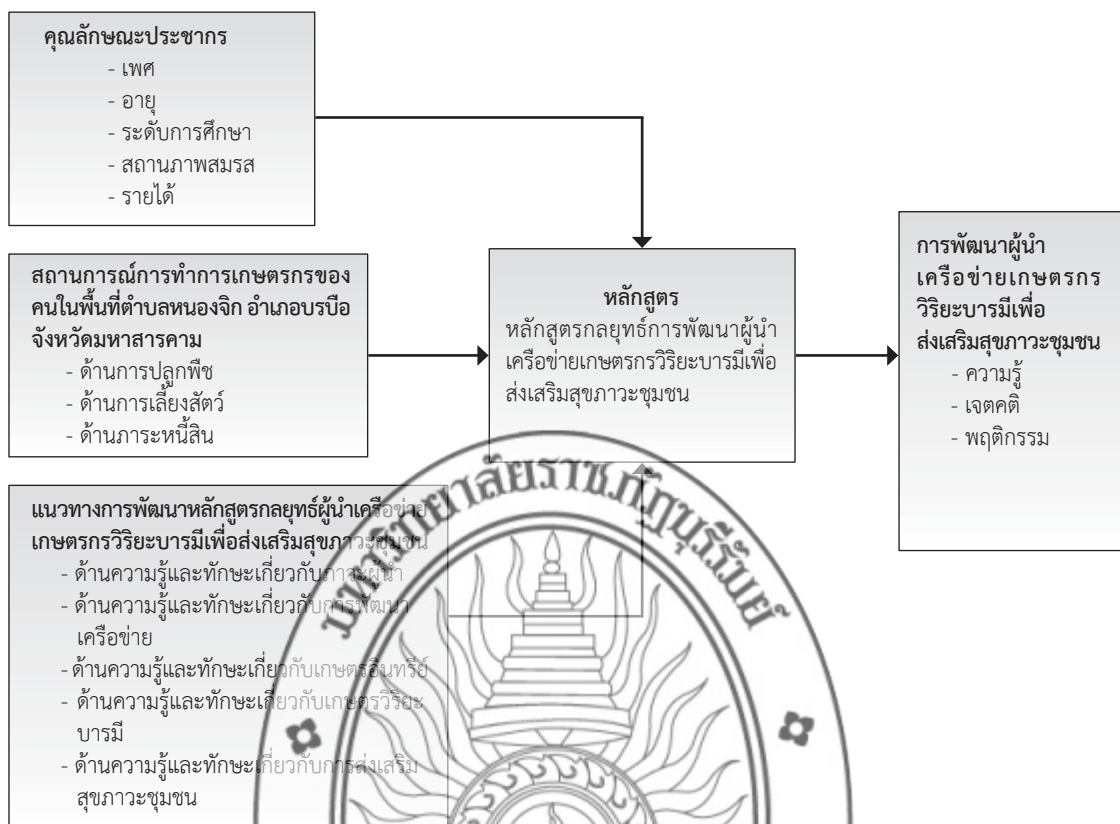 คุณลักษณะประชากร
- เพศ
- อายุ
- ระดับการศึกษา
- สถานภาพสมรส
- รายได้
สถานการณ์การทำการเกษตรกรของ
คนในพื้นที่ตำบลหนองจิก อำเภอบรบือ
จังหวัดมหาสารคาม
- ด้านการปลูกพืช
- ด้านการเลี้ยงสัตว์
- ด้านภาระหนี้สิน
แนวทางการพัฒนาหลักสูตรกลยุทธ์ผู้นำเครือข่าย
เกษตรกรวิริยะบารมีเพื่อส่งเสริมสุขภาวะชุมชน
- ด้านความรู้และทักษะเกี่ยวกับภาวะผู้นำ
- ด้านความรู้และทักษะเกี่ยวกับการพัฒนา
เครือข่าย
- ด้านความรู้และทักษะเกี่ยวกับเกษตรอินทรีย์
- ด้านความรู้และทักษะเกี่ยวกับเกษตรวิริยะ
บารมี
- ด้านความรู้และทักษะเกี่ยวกับการส่งเสริม
สุขภาวะชุมชน
หลักสูตร
หลักสูตรกลยุทธ์การพัฒนาผู้นำ
เครือข่ายเกษตรกรวิริยะบารมีเพื่อ
ส่งเสริมสุขภาวะชุมชน
การพัฒนาผู้นำ
เครือข่ายเกษตรกร
วิริยะบารมีเพื่อ
ส่งเสริมสุขภาวะชุมชน
- ความรู้
- เจตคติ
- พฤติกรรม
มหาวิทยาลัยราชภัฏบุรีรัมย์